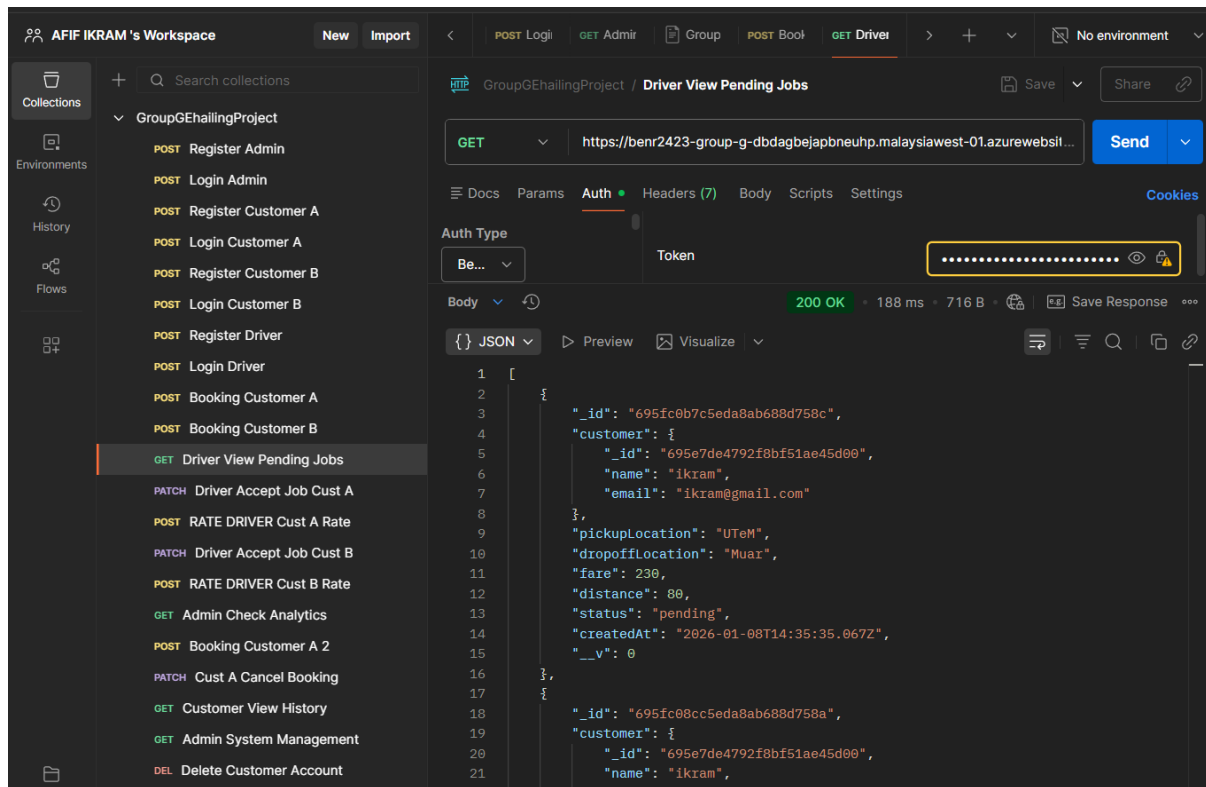 AFIF IKRAM 's Workspace New Import POST Logi GET Admir Group POST Bool GET Driver No environment
Collections
Environments
History
Flows
Search collections
GroupGEhailingProject
POST Register Admin
POST Login Admin
POST Register Customer A
POST Login Customer A
POST Register Customer B
POST Login Customer B
POST Register Driver
POST Login Driver
POST Booking Customer A
POST Booking Customer B
GET Driver View Pending Jobs
PATCH Driver Accept Job Cust A
POST RATE DRIVER Cust A Rate
PATCH Driver Accept Job Cust B
POST RATE DRIVER Cust B Rate
GET Admin Check Analytics
POST Booking Customer A 2
PATCH Cust A Cancel Booking
GET Customer View History
GET Admin System Management
DEL Delete Customer Account
HTTP GroupGEhailingProject / Driver View Pending Jobs Save Share
GET https://benr2423-group-g-dbdagbejapbneuhp.malaysiawest-01.azurewebsit... Send
Docs Params Auth Headers (7) Body Scripts Settings Cookies
Auth Type
Be...
Token
Body 200 OK 188 ms 716 B e.g. Save Response
{} JSON Preview Visualize
1 [
2 {
3 "_id": "695fc0b7c5eda8ab688d758c",
4 "customer": {
5 "_id": "695e7de4792f8bf51ae45d00",
6 "name": "ikram",
7 "email": "ikram@gmail.com"
8 },
9 "pickupLocation": "UTeM",
10 "dropoffLocation": "Muar",
11 "fare": 230,
12 "distance": 80,
13 "status": "pending",
14 "createdAt": "2026-01-08T14:35:35.067Z",
15 "__v": 0
16 },
17 {
18 "_id": "695fc08cc5eda8ab688d758a",
19 "customer": {
20 "_id": "695e7de4792f8bf51ae45d00",
21 "name": "ikram",